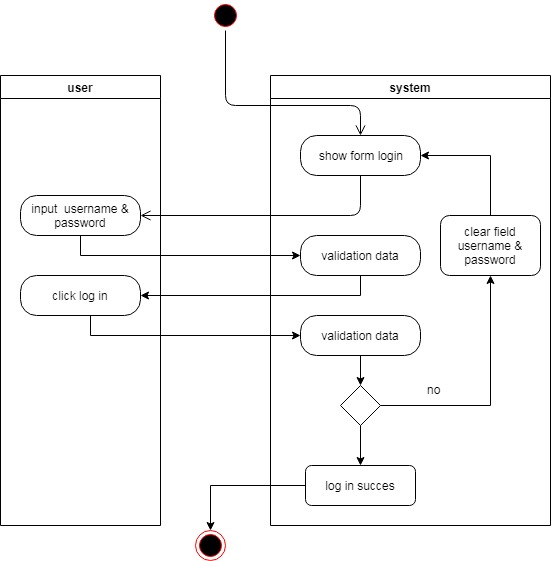 user
system
show form login
input username &
password
clear field
username &
password
validation data
click log in
validation data
no
log in succes